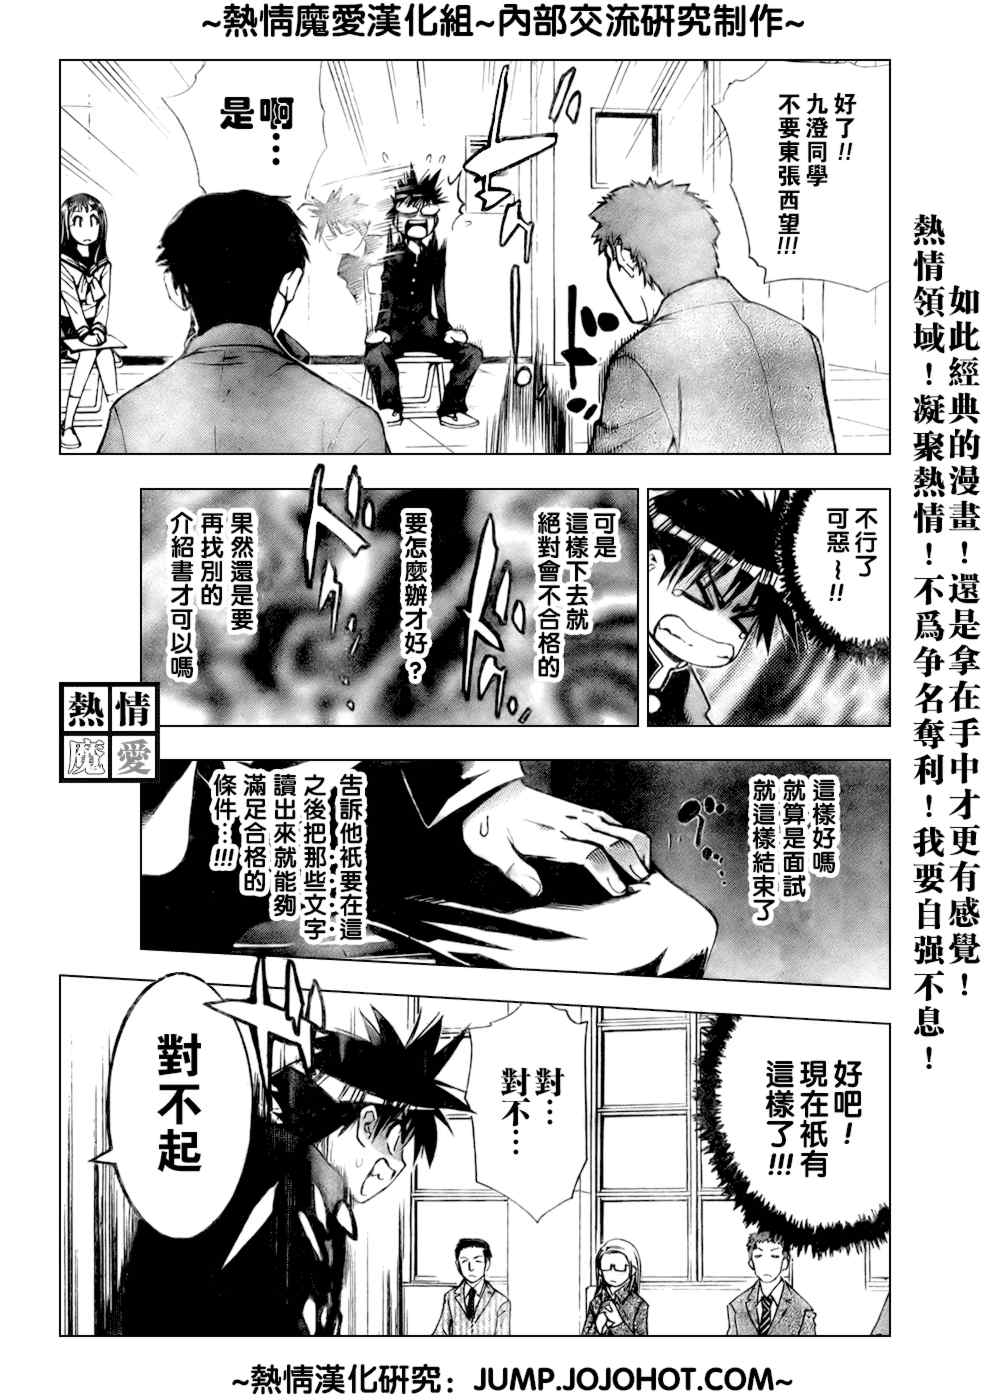 ~熱情魔愛漢化組~內部交流研究制作~
好了!!
九澄同學
不要東張西望!!!
是啊…
如此經典的漫畫！還是拿在手中才更有感覺！
熱情領域！凝聚熱情！不爲争名奪利！我要自强不息！
不行了
可惡~!!
可是
這樣下去就
絕對會不合格的
要怎麼辦才好？
果然還是要
再找別的
介紹書才可以嗎
熱情
魔愛
這樣好嗎
就算是面試
就這樣結束了
告訴他衹要在這……
之後把那些文字
讀出來就能夠
滿足合格的
條件…!!!
好吧！
現在衹有
這樣了!!!
對…
對不…
對不起
~熱情漢化研究：JUMP.JOJOHOT.COM~